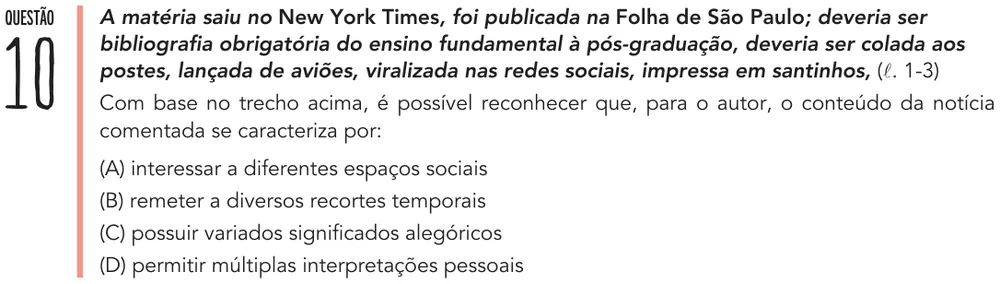 QUESTÃO
10
A matéria saiu no New York Times, foi publicada na Folha de São Paulo; deveria ser
bibliografia obrigatória do ensino fundamental à pós-graduação, deveria ser colada aos
postes, lançada de aviões, viralizada nas redes sociais, impressa em santinhos, (ℓ. 1-3)
Com base no trecho acima, é possível reconhecer que, para o autor, o conteúdo da notícia
comentada se caracteriza por:
(A) interessar a diferentes espaços sociais
(B) remeter a diversos recortes temporais
(C) possuir variados significados alegóricos
(D) permitir múltiplas interpretações pessoais